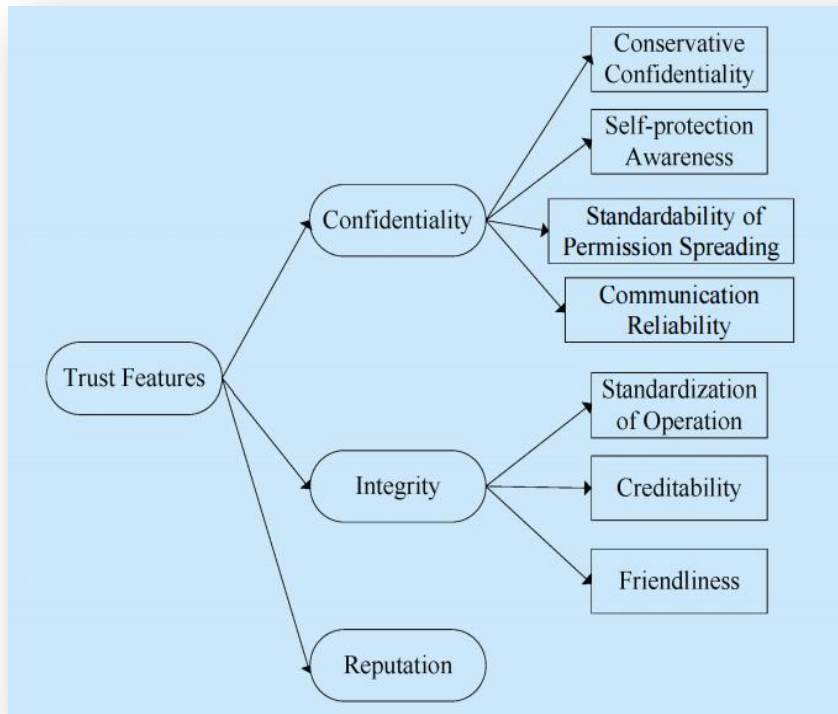 Conservative
Confidentiality
Self-protection
Awareness
Confidentiality
Standardability of
Permission Spreading
Communication
Reliability
Trust Features
Standardization
of Operation
Integrity
Creditability
Friendliness
Reputation